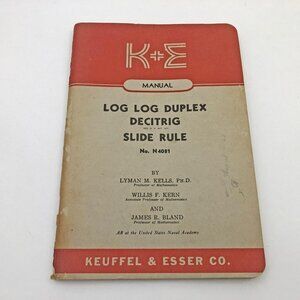 K+E
MANUAL
LOG LOG DUPLEX
DECITRIG
SLIDE RULE
No. N4081
BY
LYMAN M. KELLS, PH.D.
Professor of Mathematics
WILLIS F. KERN
Associate Professor of Mathematics
AND
JAMES R. BLAND
Professor of Mathematics
All at the United States Naval Academy
KEUFFEL & ESSER CO.